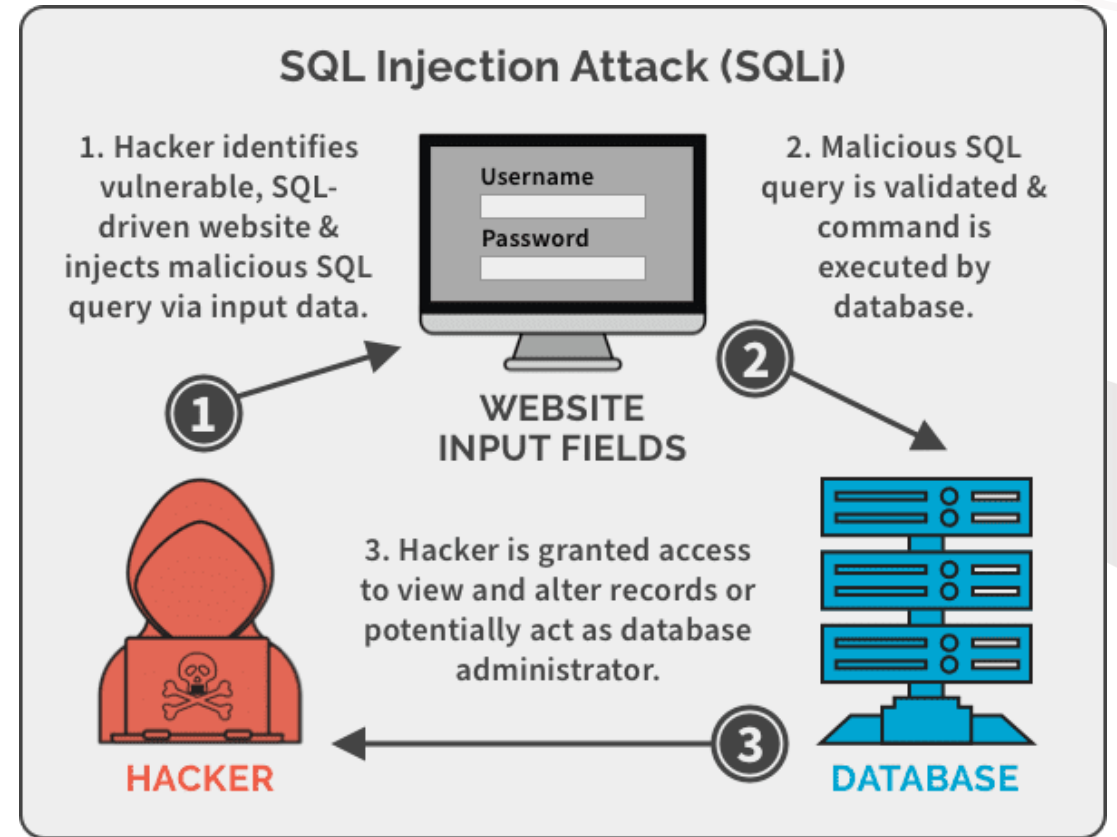 SQL Injection Attack (SQLi)
1. Hacker identifies
vulnerable, SQL-
driven website &
injects malicious SQL
query via input data.
Username
Password
2. Malicious SQL
query is validated &
command is
executed by
database.
1
2
WEBSITE
INPUT FIELDS
3. Hacker is granted access
to view and alter records or
potentially act as database
administrator.
3
HACKER
DATABASE